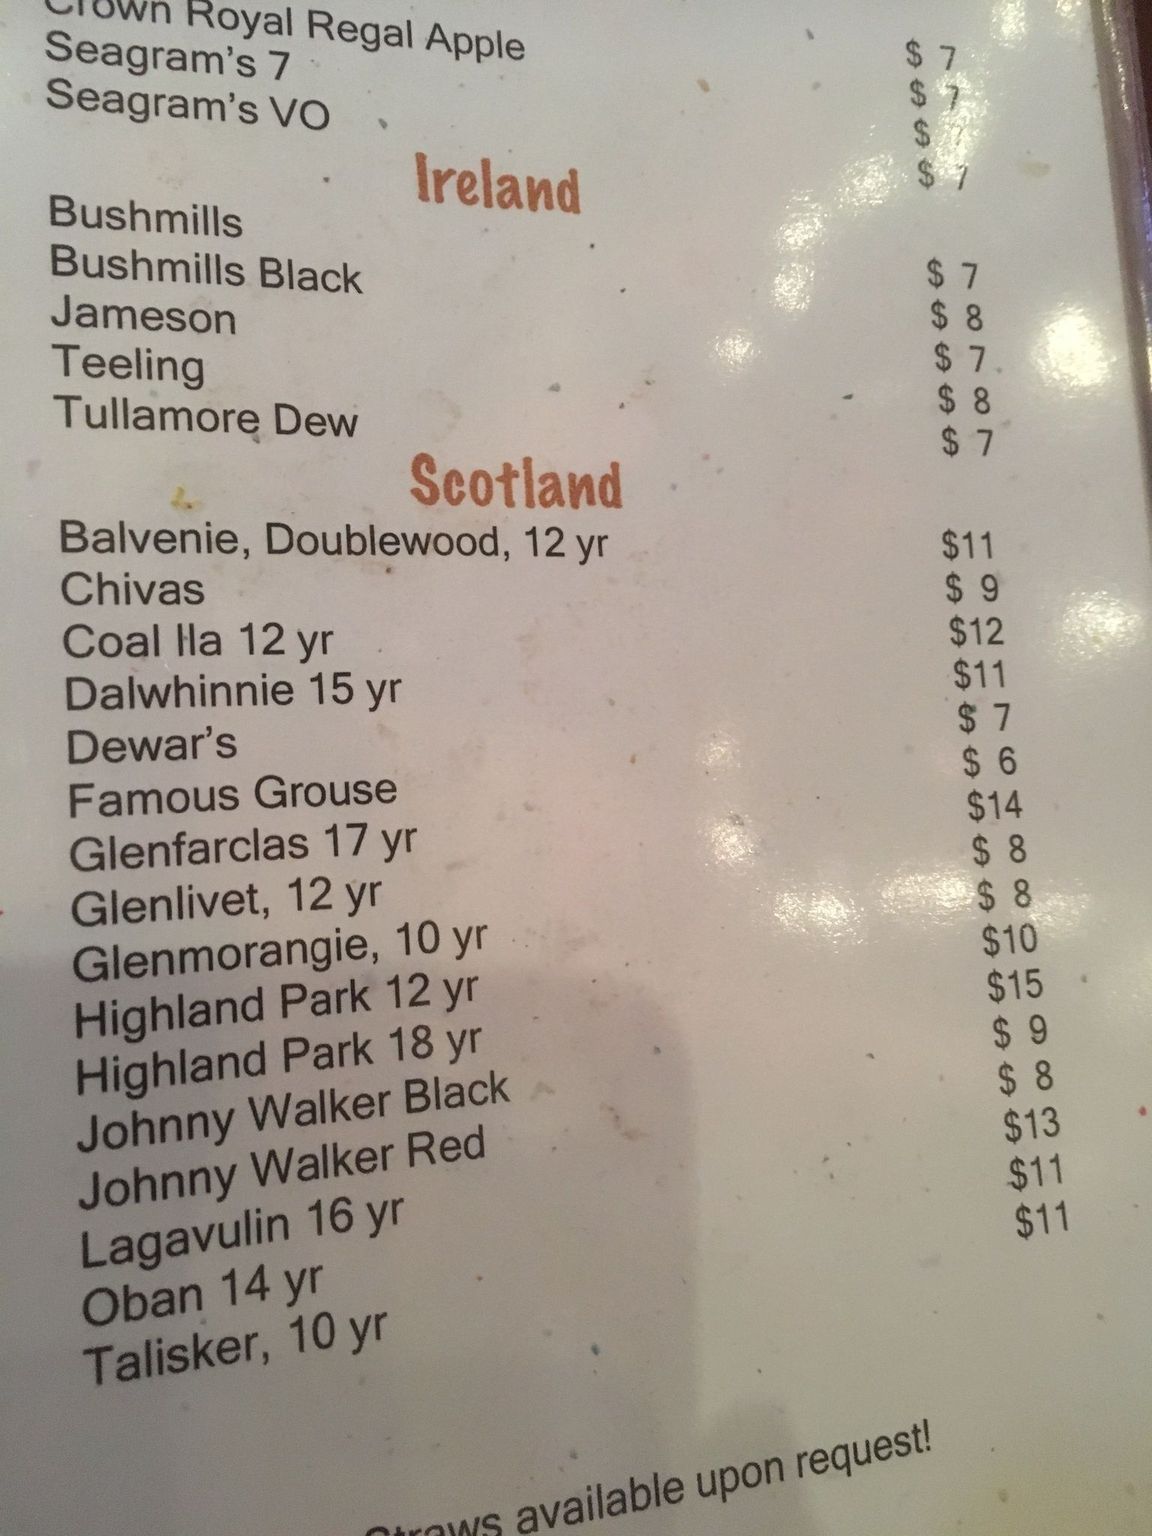 Crown Royal Regal Apple $ 7
Seagram's 7 $ 7
Seagram's VO $ 7
Ireland
Bushmills $ 7
Bushmills Black $ 8
Jameson $ 7
Teeling $ 8
Tullamore Dew $ 7
Scotland
Balvenie, Doublewood, 12 yr $11
Chivas $ 9
Coal Ila 12 yr $12
Dalwhinnie 15 yr $11
Dewar's $ 7
Famous Grouse $ 6
Glenfarclas 17 yr $14
Glenlivet, 12 yr $ 8
Glenmorangie, 10 yr $ 8
Highland Park 12 yr $10
Highland Park 18 yr $15
Johnny Walker Black $ 9
Johnny Walker Red $ 8
Lagavulin 16 yr $13
Oban 14 yr $11
Talisker, 10 yr $11
Straws available upon request!